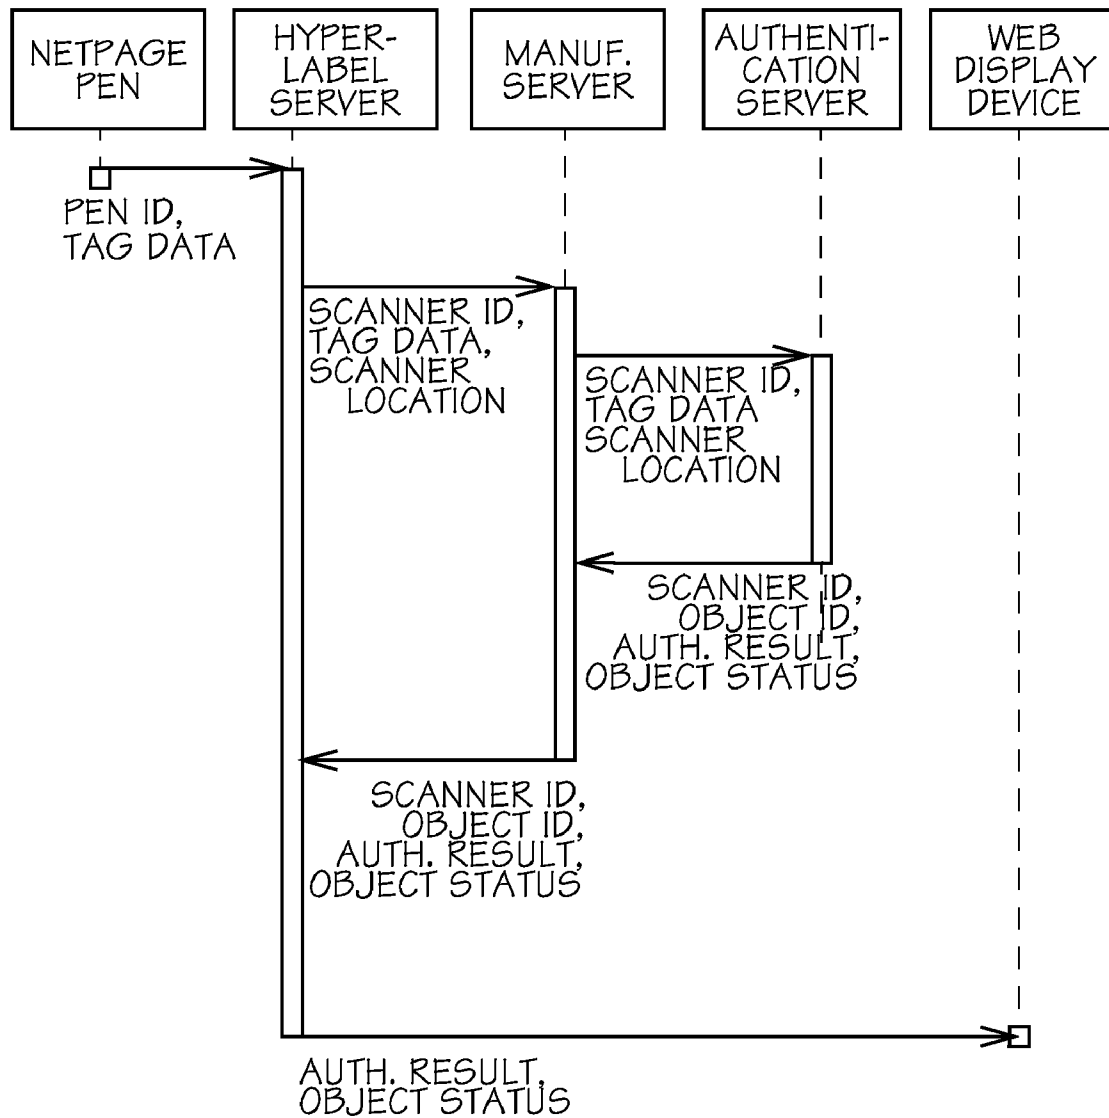 NETPAGE
PEN
HYPER-
LABEL
SERVER
MANUF.
SERVER
AUTHENTI-
CATION
SERVER
WEB
DISPLAY
DEVICE
PEN ID,
TAG DATA
SCANNER ID,
TAG DATA,
SCANNER
LOCATION
SCANNER ID,
TAG DATA
SCANNER
LOCATION
SCANNER ID,
OBJECT ID,
AUTH. RESULT,
OBJECT STATUS
SCANNER ID,
OBJECT ID,
AUTH. RESULT,
OBJECT STATUS
AUTH. RESULT,
OBJECT STATUS